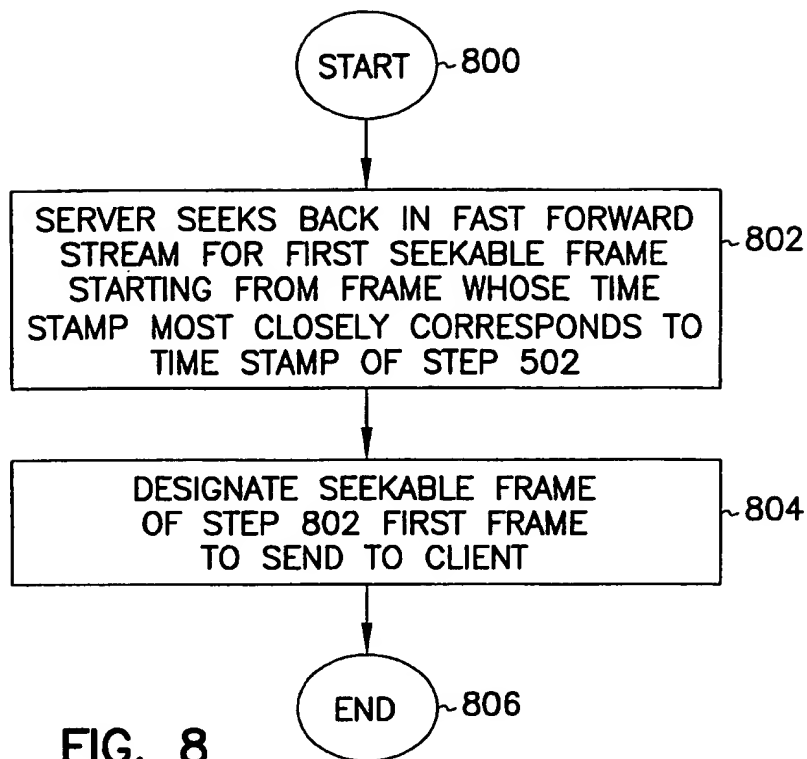 START
800
SERVER SEEKS BACK IN FAST FORWARD
STREAM FOR FIRST SEEKABLE FRAME
STARTING FROM FRAME WHOSE TIME
STAMP MOST CLOSELY CORRESPONDS TO
TIME STAMP OF STEP 502
802
DESIGNATE SEEKABLE FRAME
OF STEP 802 FIRST FRAME
TO SEND TO CLIENT
804
END
806
FIG. 8